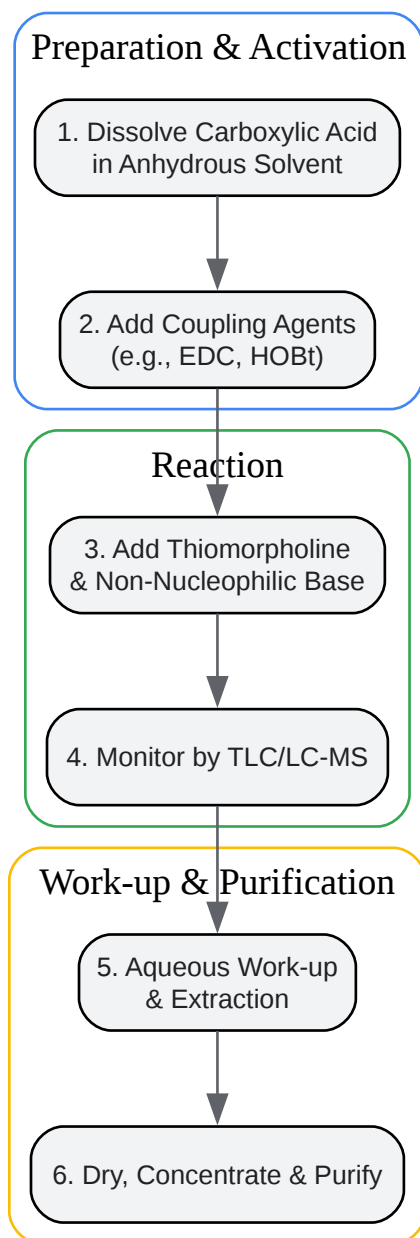 Preparation & Activation
1. Dissolve Carboxylic Acid
in Anhydrous Solvent
2. Add Coupling Agents
(e.g., EDC, HOBt)
Reaction
3. Add Thiomorpholine
& Non-Nucleophilic Base
4. Monitor by TLC/LC-MS
Work-up & Purification
5. Aqueous Work-up
& Extraction
6. Dry, Concentrate & Purify